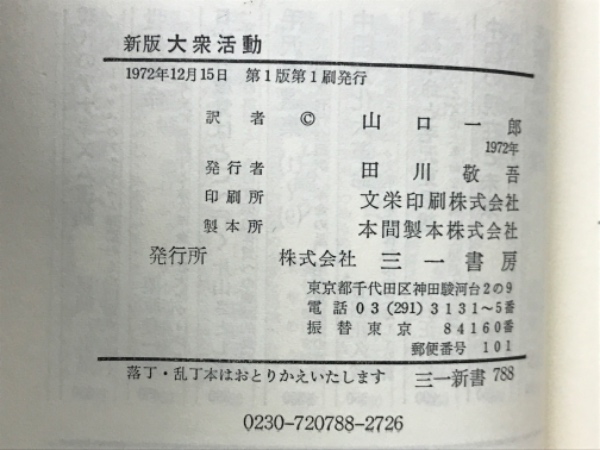 新版 大衆活動
1972年12月15日 第1版第1刷発行
訳者 © 山口一郎
1972年
発行者 田川敬吾
印刷所 文栄印刷株式会社
製本所 本間製本株式会社
発行所 株式会社 三一書房
東京都千代田区神田駿河台2の9
電話03(291)3131〜5番
振替東京 84160番
郵便番号 101
落丁・乱丁本はおとりかえいたします 三一新書 788
0230-720788-2726